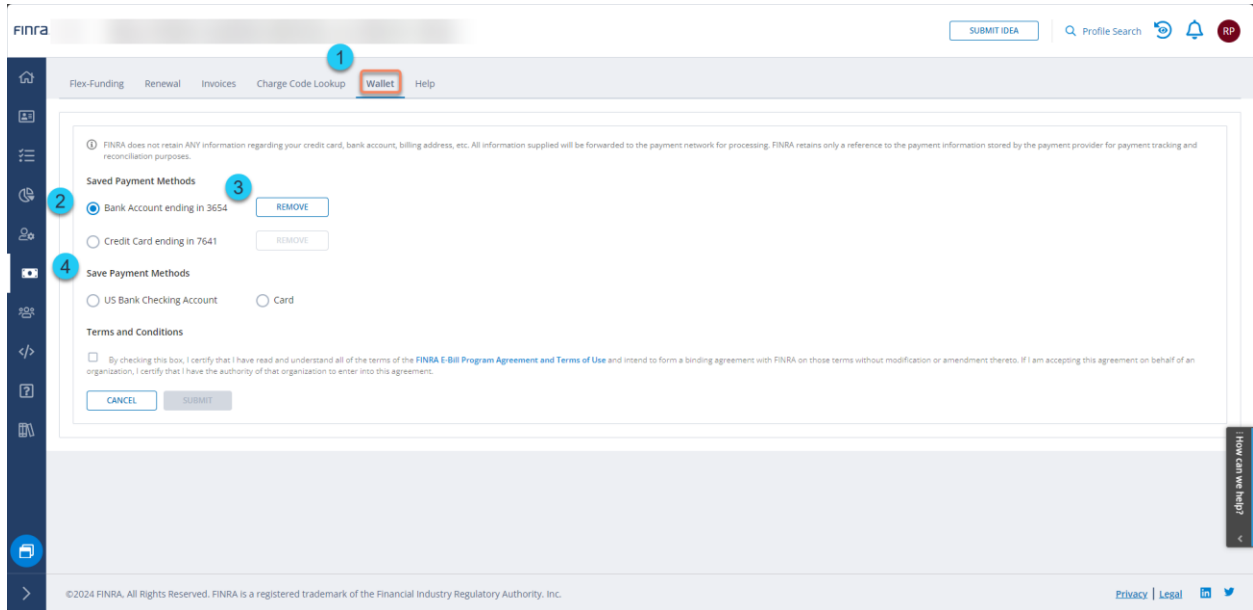 FINRA
SUBMIT IDEA
Profile Search
RP
1
Flex-Funding Renewal Invoices Charge Code Lookup Wallet Help
FINRA does not retain ANY information regarding your credit card, bank account, billing address, etc. All information supplied will be forwarded to the payment network for processing. FINRA retains only a reference to the payment information stored by the payment provider for payment tracking and
reconciliation purposes.
Saved Payment Methods
3
2
Bank Account ending in 3654 REMOVE
Credit Card ending in 7641 REMOVE
4
Save Payment Methods
US Bank Checking Account Card
Terms and Conditions
By checking this box, I certify that I have read and understand all of the terms of the FINRA E-Bill Program Agreement and Terms of Use and intend to form a binding agreement with FINRA on those terms without modification or amendment thereto. If I am accepting this agreement on behalf of an
organization, I certify that I have the authority of that organization to enter into this agreement.
CANCEL SUBMIT
How can we help?
©2024 FINRA, All Rights Reserved. FINRA is a registered trademark of the Financial Industry Regulatory Authority. Inc.
Privacy | Legal